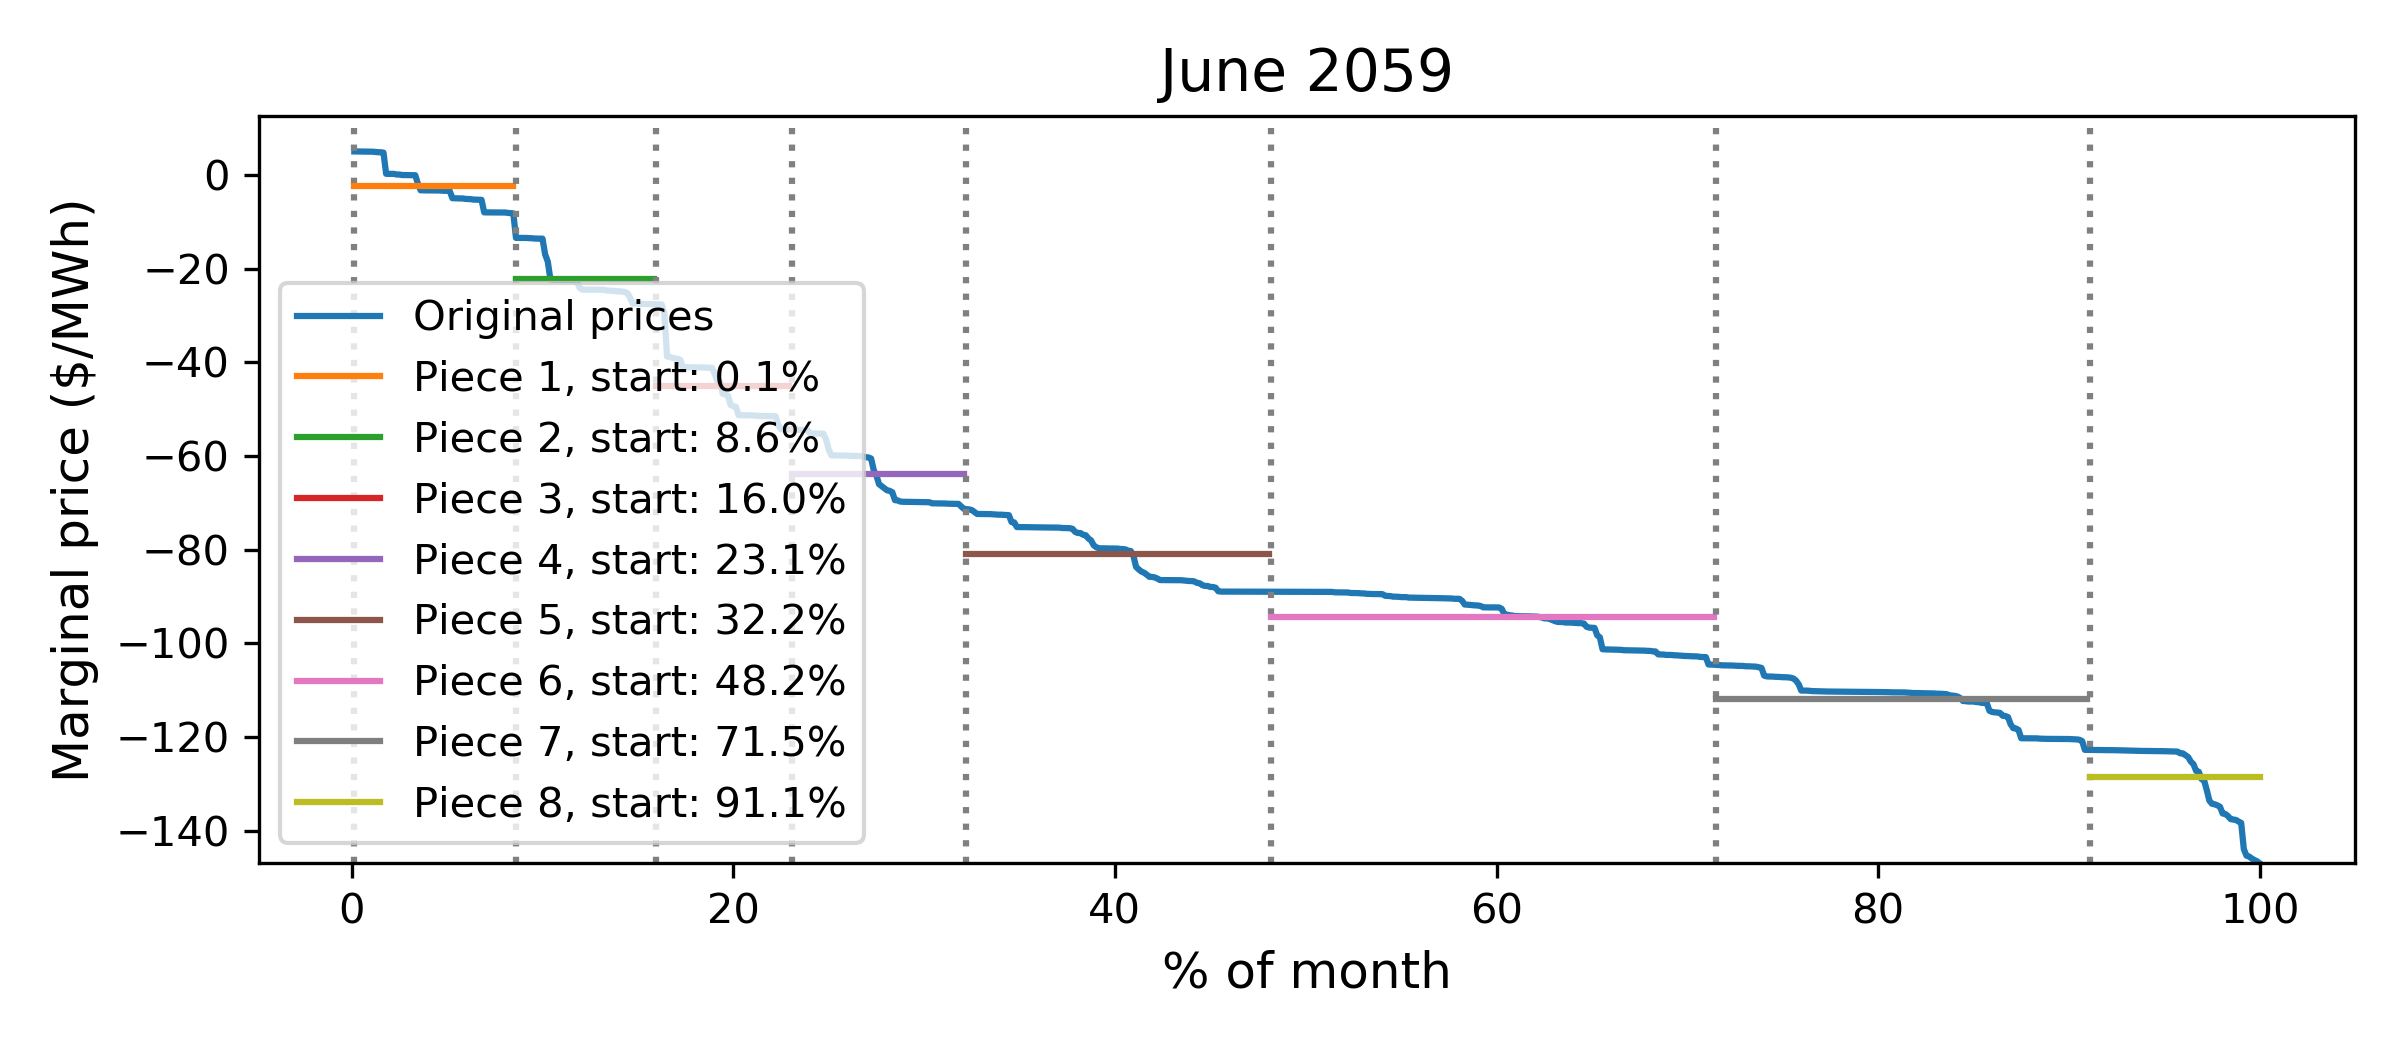 June 2059
Marginal price ($/MWh)
0
−20
−40
−60
−80
−100
−120
−140
Original prices
Piece 1, start: 0.1%
Piece 2, start: 8.6%
Piece 3, start: 16.0%
Piece 4, start: 23.1%
Piece 5, start: 32.2%
Piece 6, start: 48.2%
Piece 7, start: 71.5%
Piece 8, start: 91.1%
0 20 40 60 80 100
% of month